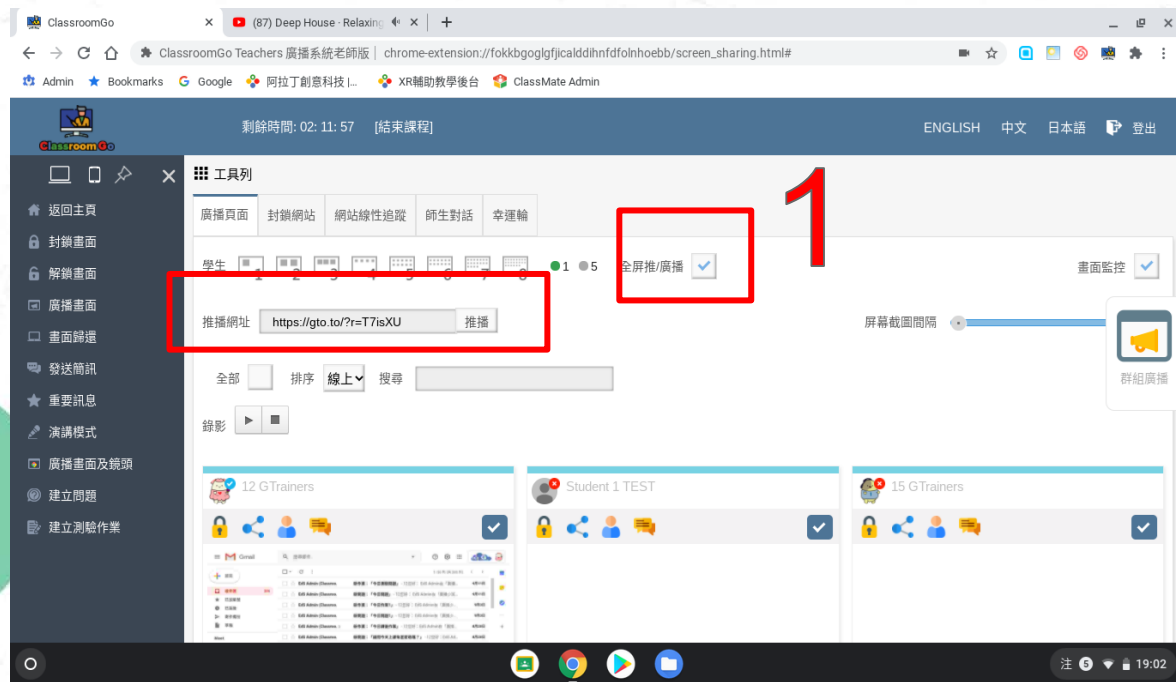 ClassroomGo
(87) Deep House · Relaxing
ClassroomGo Teachers 廣播系統老師版 | chrome-extension://fokkbgoglgfjicalddihnfdfolnhoebb/screen_sharing.html#
Admin Bookmarks Google 阿拉丁創意科技 |... XR輔助教學後台 ClassMate Admin
Classroom Go
剩餘時間: 02: 11: 57 [結束課程]
ENGLISH 中文 日本語 登出
工具列
返回主頁
封鎖畫面
解鎖畫面
廣播畫面
畫面歸還
發送簡訊
重要訊息
演講模式
廣播畫面及鏡頭
建立問題
建立測驗作業
廣播頁面 封鎖網站 網站線性追蹤 師生對話 幸運輪
1
學生 1 2 3 4 5 6 7 8 1 5 全屏推/廣播 畫面監控
推播網址 https://gto.to/?r=T7isXU 推播 屏幕截圖間隔
群組廣播
全部 排序 線上 搜尋
錄影
12 GTrainers Student 1 TEST 15 GTrainers
Gmail
注 5 19:02